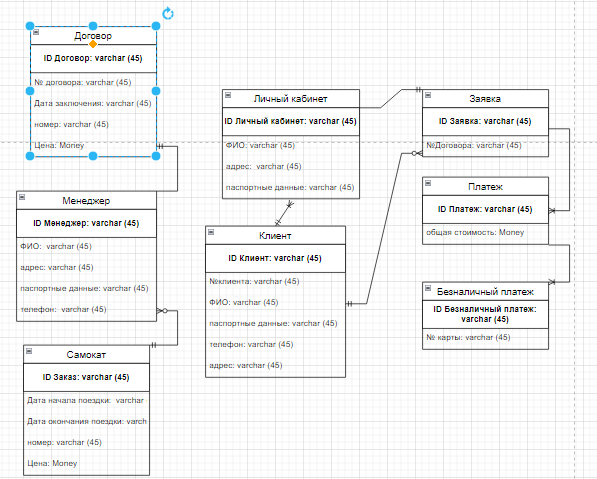 Договор
ID Договор: varchar (45)
№ договора: varchar (45)
Дата заключения: varchar (45)
номер: varchar (45)
Цена: Money
Менеджер
ID Менеджер: varchar (45)
ФИО:  varchar (45)
адрес: varchar (45)
паспортные данные: varchar (45)
телефон:  varchar (45)
Самокат
ID Заказ: varchar (45)
Дата начала поездки:  varchar
Дата окончания поездки: varch
номер: varchar (45)
Цена: Money
Личный кабинет
ID Личный кабинет: varchar (45)
ФИО: varchar (45)
адрес:  varchar (45)
паспортные данные: varchar (45)
Клиент
ID Клиент: varchar (45)
№клиента: varchar (45)
ФИО: varchar (45)
паспортные данные: varchar (45)
телефон: varchar (45)
адрес: varchar (45)
Заявка
ID Заявка: varchar (45)
№Договора: varchar (45)
Платеж
ID Платеж: varchar (45)
общая стоимость: Money
Безналичный платеж
ID Безналичный платеж:
varchar (45)
№ карты: varchar (45)